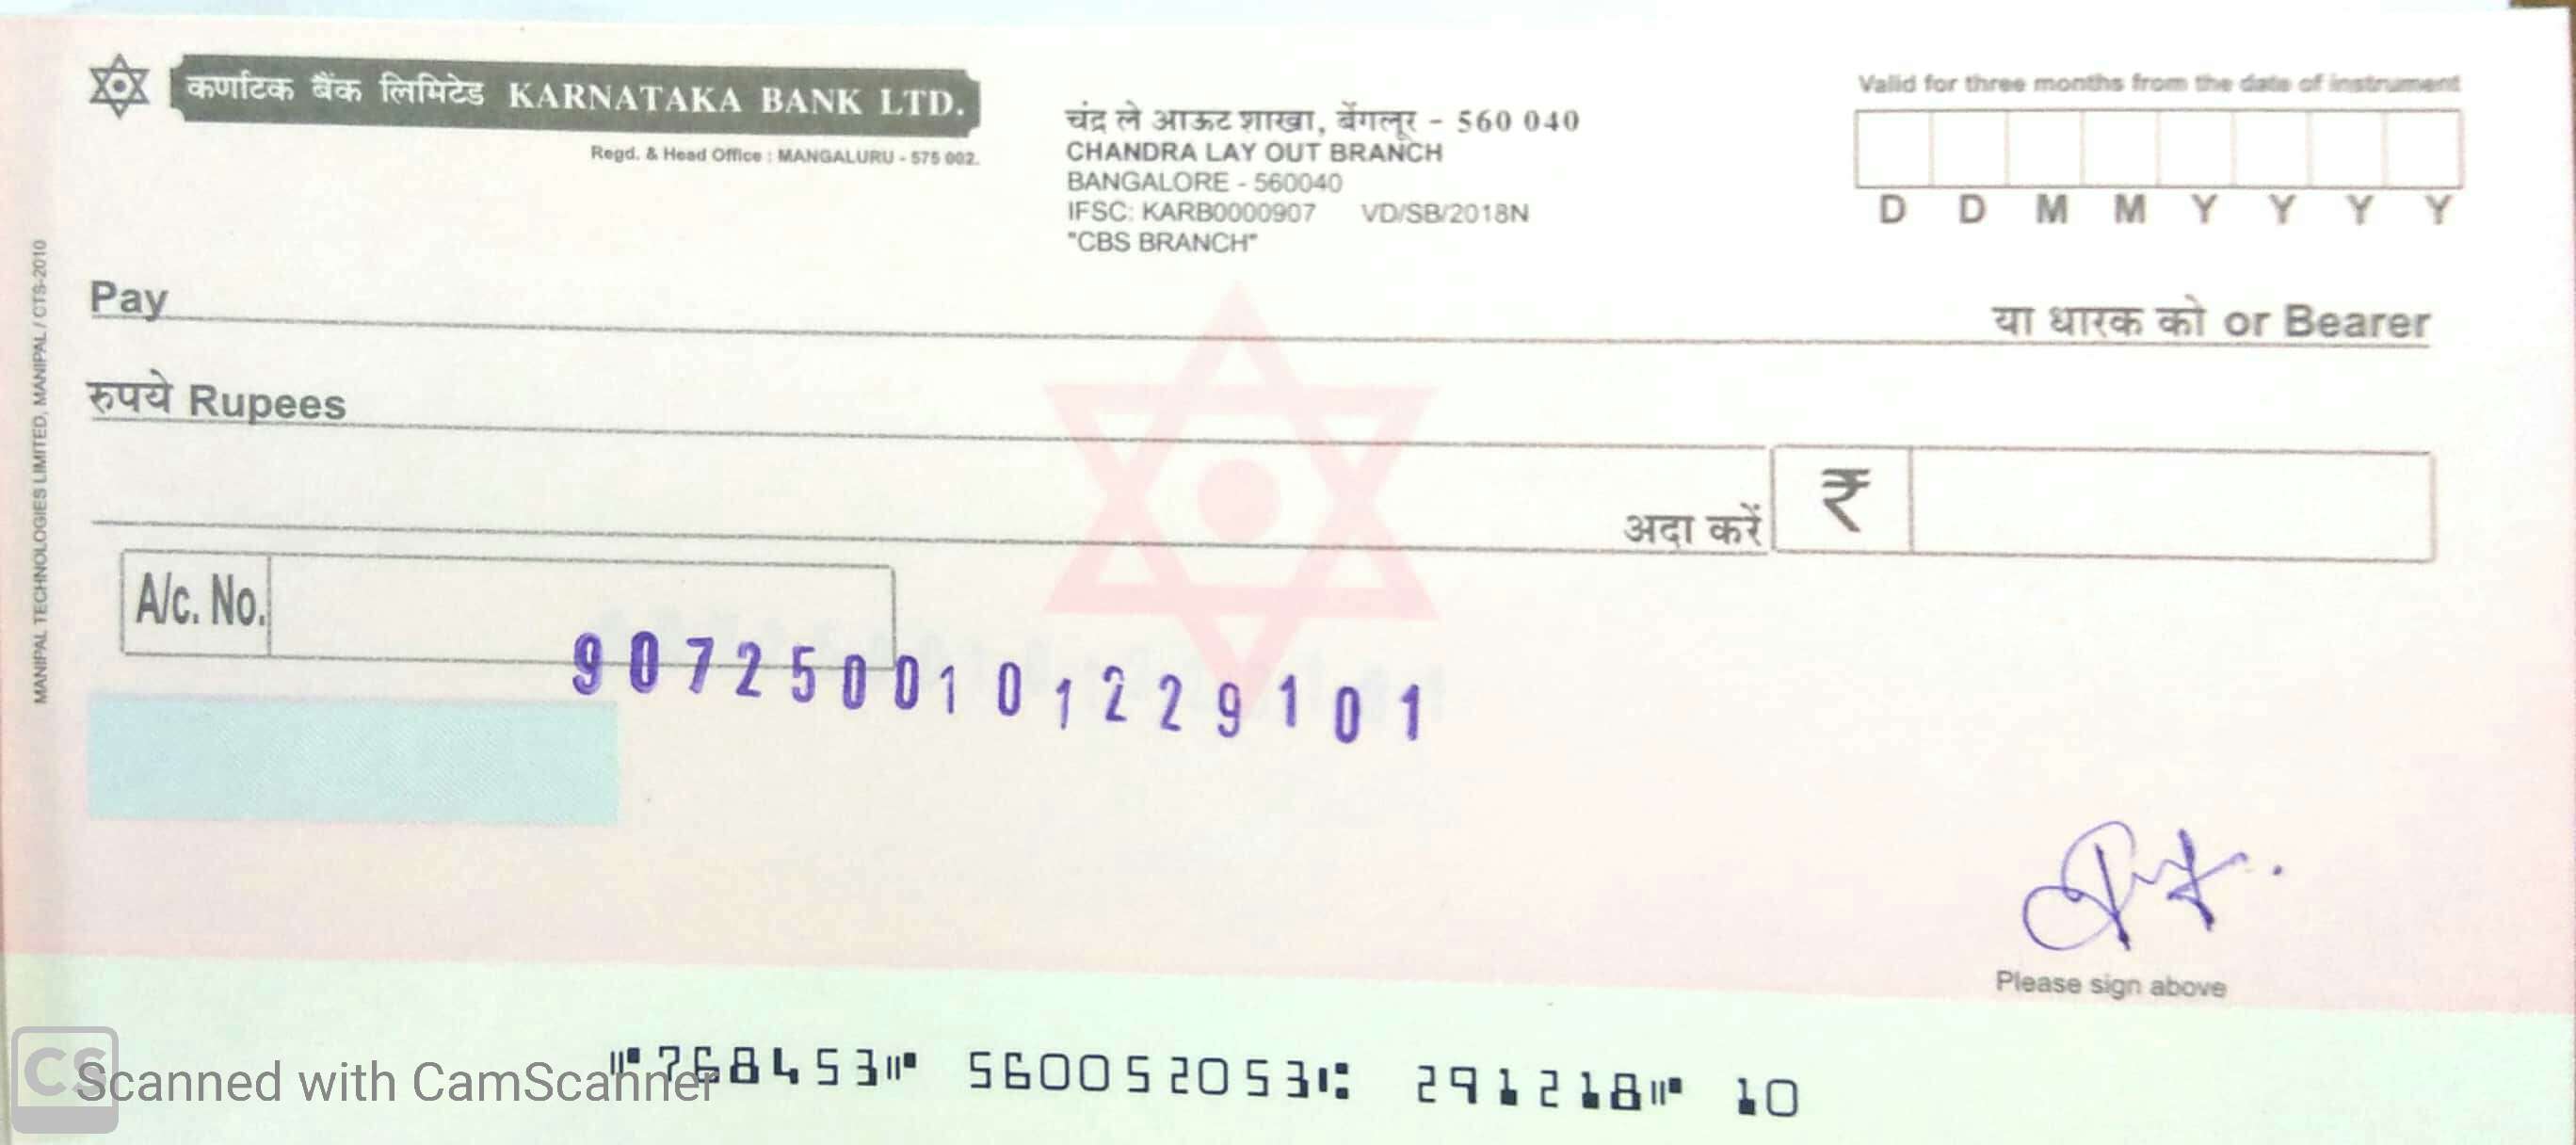 कर्णाटक बैंक लिमिटेड KARNATAKA BANK LTD.
Regd. & Head Office : MANGALURU - 575 002.
चंद्र ले आऊट शाखा, बेंगलूर - 560 040
CHANDRA LAY OUT BRANCH
BANGALORE - 560040
IFSC: KARB0000907 VD/SB/2018N
"CBS BRANCH"
Valid for three months from the date of instrument
D D M M Y Y Y Y
MANIPAL TECHNOLOGIES LIMITED, MANIPAL / CTS-2010
Pay
या धारक को or Bearer
रुपये Rupees
अदा करें ₹
A/c. No.
9072500101229101
Please sign above
⑈768453⑈ 560052053⑆ 291218⑈ 10
CS Scanned with CamScanner